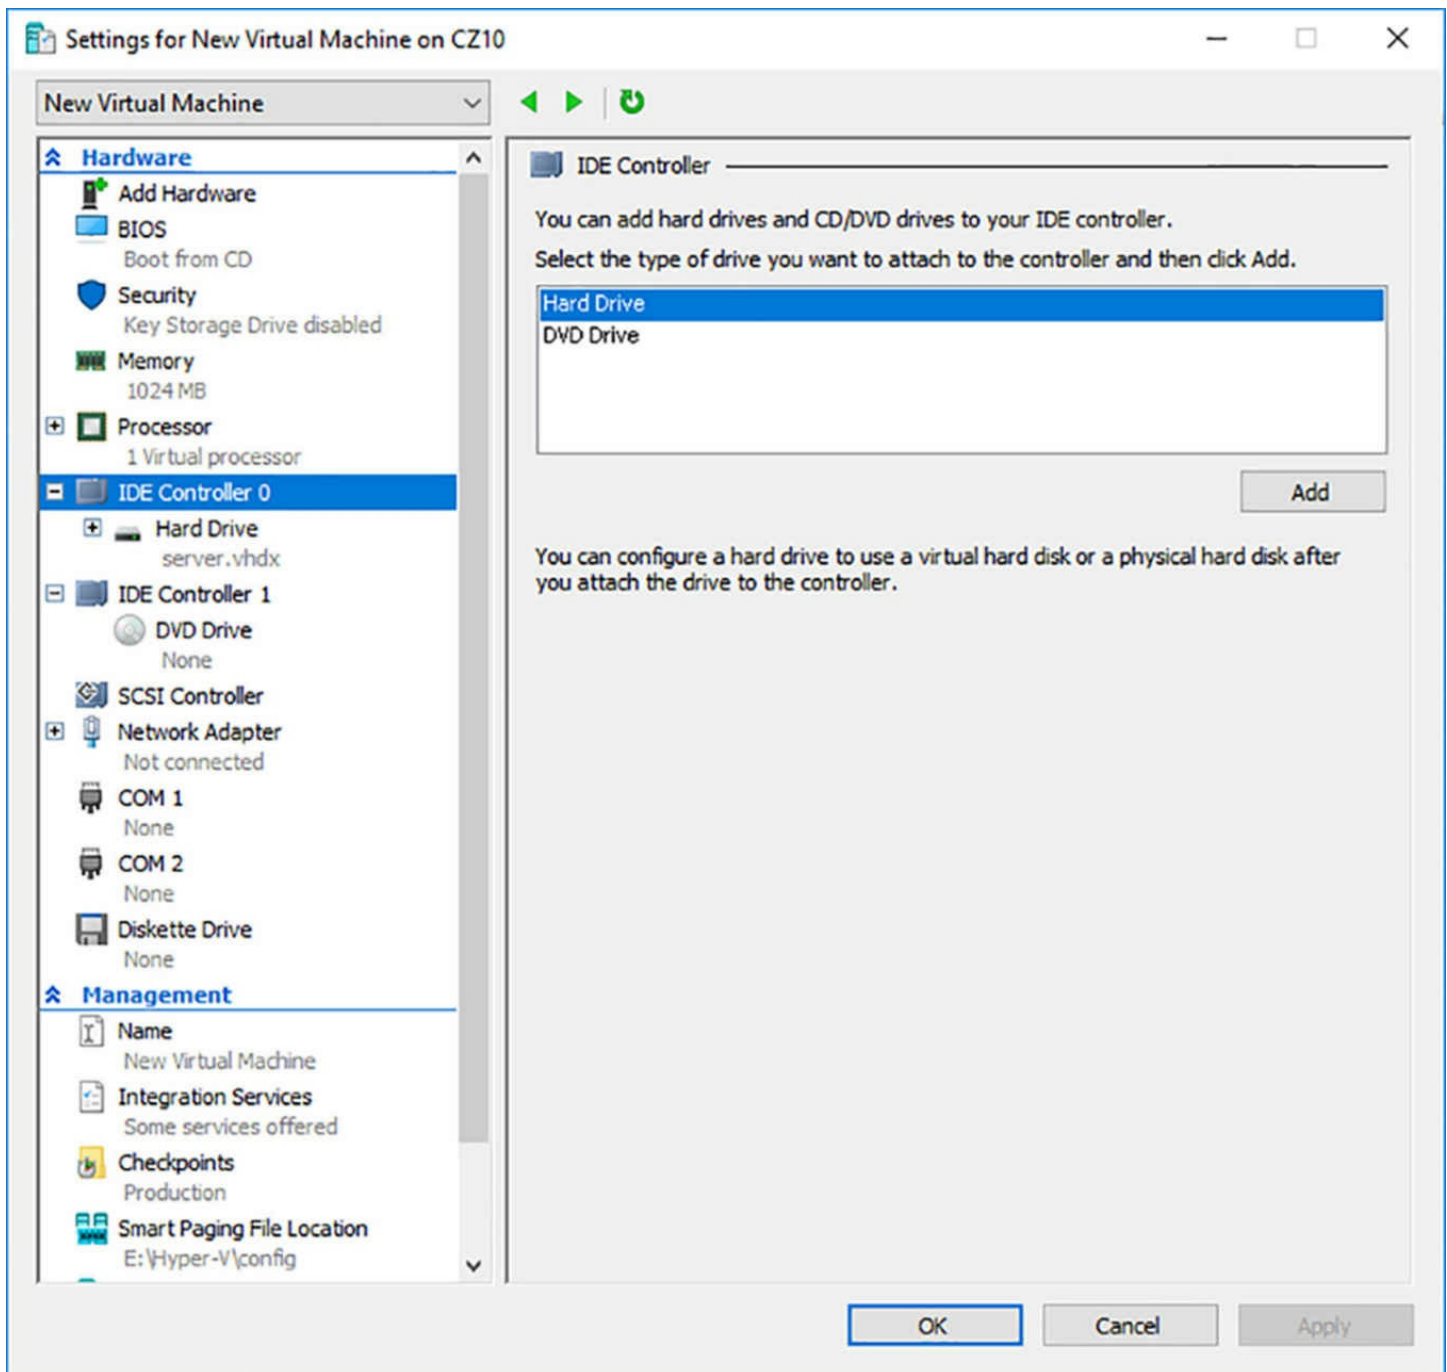 Settings for New Virtual Machine on CZ10
New Virtual Machine
Hardware
Add Hardware
BIOS
Boot from CD
Security
Key Storage Drive disabled
Memory
1024 MB
Processor
1 Virtual processor
IDE Controller 0
Hard Drive
server.vhdx
IDE Controller 1
DVD Drive
None
SCSI Controller
Network Adapter
Not connected
COM 1
None
COM 2
None
Diskette Drive
None
Management
Name
New Virtual Machine
Integration Services
Some services offered
Checkpoints
Production
Smart Paging File Location
E:\Hyper-V\config
IDE Controller
You can add hard drives and CD/DVD drives to your IDE controller.
Select the type of drive you want to attach to the controller and then click Add.
Hard Drive
DVD Drive
Add
You can configure a hard drive to use a virtual hard disk or a physical hard disk after
you attach the drive to the controller.
OK
Cancel
Apply